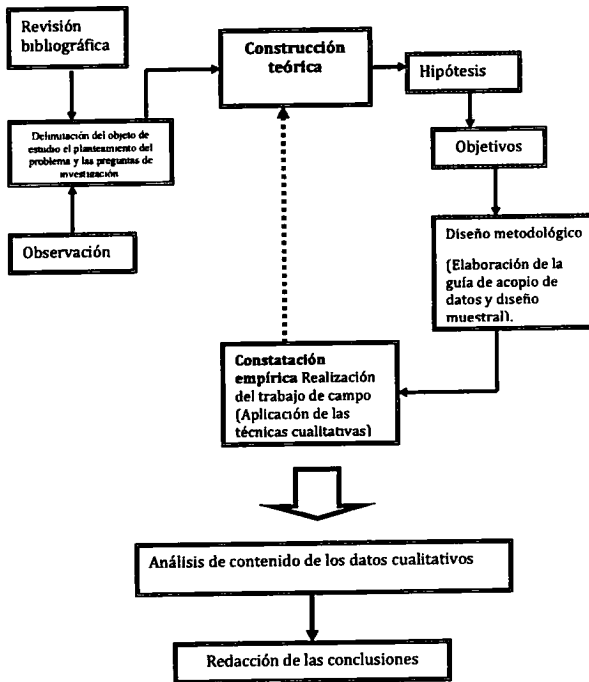 Revisión
bibliográfica
Delimitación del objeto de
estudio el planteamiento del
problema y las preguntas de
investigación
Observación
Construcción
teórica
Hipótesis
Objetivos
Diseño metodológico
(Elaboración de la
guía de acopio de
datos y diseño
muestral).
Constatación
empírica Realización
del trabajo de campo
(Aplicación de las
técnicas cualitativas)
Análisis de contenido de los datos cualitativos
Redacción de las conclusiones